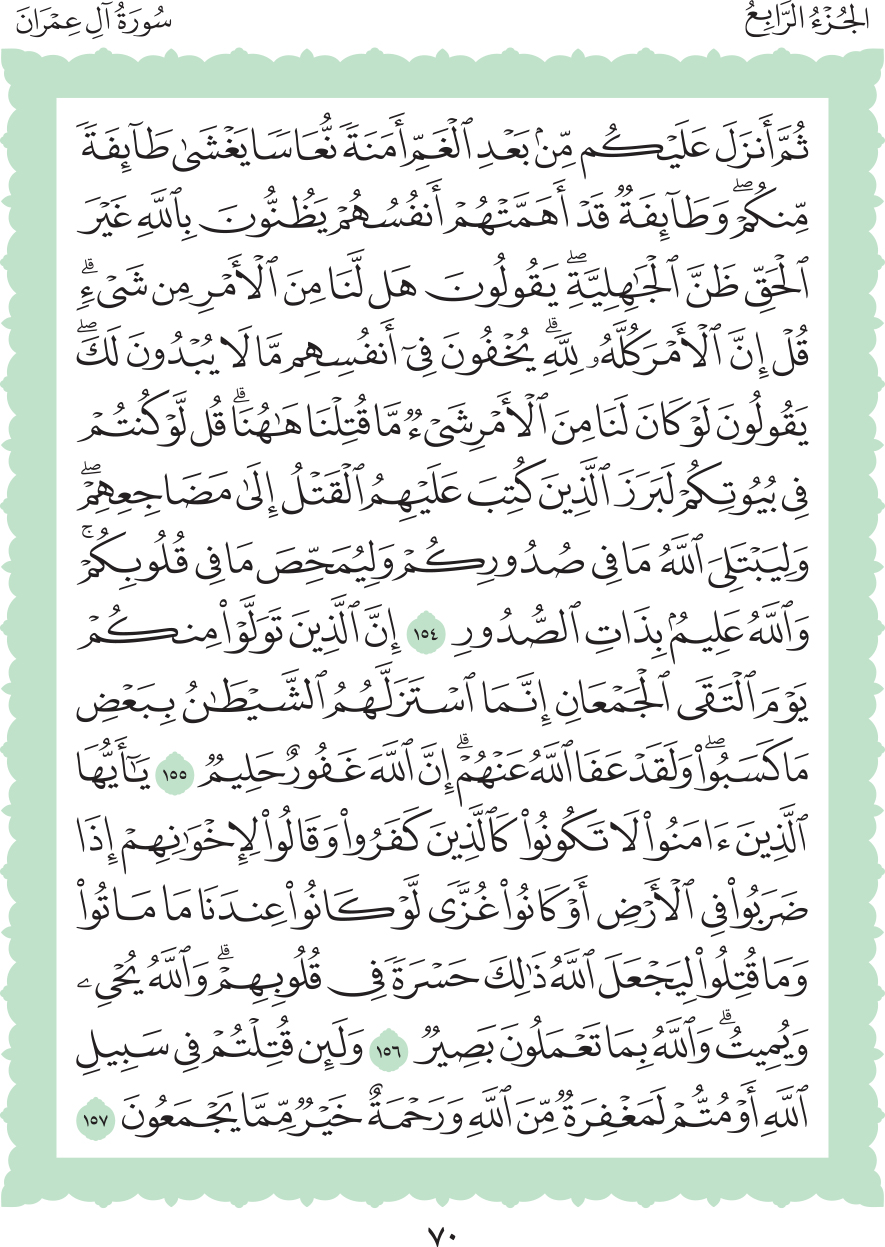 الجُزْءُ الرَّابِعُ
سُورَةُ آلِ عِمْرَانَ
ثُمَّ أَنزَلَ عَلَيْكُم مِّنۢ بَعْدِ ٱلْغَمِّ أَمَنَةً نُّعَاسًا يَغْشَىٰ طَآئِفَةً
مِّنكُمْ ۖ وَطَآئِفَةٌ قَدْ أَهَمَّتْهُمْ أَنفُسُهُمْ يَظُنُّونَ بِٱللَّهِ غَيْرَ
ٱلْحَقِّ ظَنَّ ٱلْجَٰهِلِيَّةِ ۖ يَقُولُونَ هَل لَّنَا مِنَ ٱلْأَمْرِ مِن شَىْءٍ ۗ
قُلْ إِنَّ ٱلْأَمْرَ كُلَّهُۥ لِلَّهِ ۗ يُخْفُونَ فِىٓ أَنفُسِهِم مَّا لَا يُبْدُونَ لَكَ ۖ
يَقُولُونَ لَوْ كَانَ لَنَا مِنَ ٱلْأَمْرِ شَىْءٌ مَّا قُتِلْنَا هَٰهُنَا ۗ قُل لَّوْ كُنتُمْ
فِى بُيُوتِكُمْ لَبَرَزَ ٱلَّذِينَ كُتِبَ عَلَيْهِمُ ٱلْقَتْلُ إِلَىٰ مَضَاجِعِهِمْ ۖ
وَلِيَبْتَلِىَ ٱللَّهُ مَا فِى صُدُورِكُمْ وَلِيُمَحِّصَ مَا فِى قُلُوبِكُمْ ۚ
وَٱللَّهُ عَلِيمٌۢ بِذَاتِ ٱلصُّدُورِ ١٥٤ إِنَّ ٱلَّذِينَ تَوَلَّوْا۟ مِنكُمْ
يَوْمَ ٱلْتَقَى ٱلْجَمْعَانِ إِنَّمَا ٱسْتَزَلَّهُمُ ٱلشَّيْطَٰنُ بِبَعْضِ
مَا كَسَبُوا۟ ۖ وَلَقَدْ عَفَا ٱللَّهُ عَنْهُمْ ۗ إِنَّ ٱللَّهَ غَفُورٌ حَلِيمٌ ١٥٥ يَٰٓأَيُّهَا
ٱلَّذِينَ ءَامَنُوا۟ لَا تَكُونُوا۟ كَٱلَّذِينَ كَفَرُوا۟ وَقَالُوا۟ لِإِخْوَٰنِهِمْ إِذَا
ضَرَبُوا۟ فِى ٱلْأَرْضِ أَوْ كَانُوا۟ غُزًّى لَّوْ كَانُوا۟ عِندَنَا مَا مَاتُوا۟
وَمَا قُتِلُوا۟ لِيَجْعَلَ ٱللَّهُ ذَٰلِكَ حَسْرَةً فِى قُلُوبِهِمْ ۗ وَٱللَّهُ يُحْىِۦ
وَيُمِيتُ ۗ وَٱللَّهُ بِمَا تَعْمَلُونَ بَصِيرٌ ١٥٦ وَلَئِن قُتِلْتُمْ فِى سَبِيلِ
ٱللَّهِ أَوْ مُتُّمْ لَمَغْفِرَةٌ مِّنَ ٱللَّهِ وَرَحْمَةٌ خَيْرٌ مِّمَّا يَجْمَعُونَ ١٥٧
٧٠